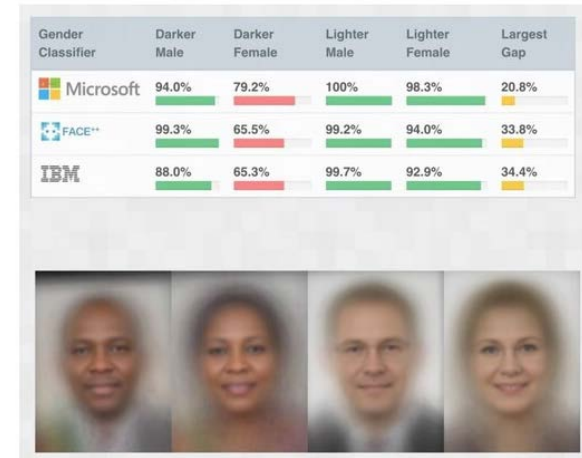 Gender Classifier Darker Male Darker Female Lighter Male Lighter Female Largest Gap
Microsoft 94.0% 79.2% 100% 98.3% 20.8%
FACE++ 99.3% 65.5% 99.2% 94.0% 33.8%
IBM 88.0% 65.3% 99.7% 92.9% 34.4%